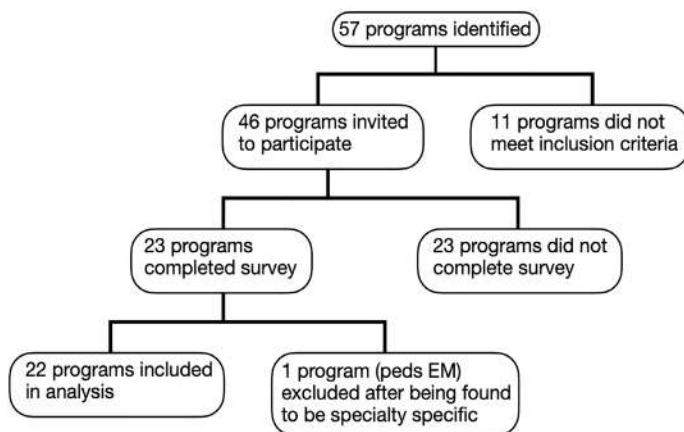 57 programs identified
46 programs invited
to participate
11 programs did not
meet inclusion criteria
23 programs
completed survey
23 programs did not
complete survey
22 programs included
in analysis
1 program (peds EM)
excluded after being found
to be specialty specific